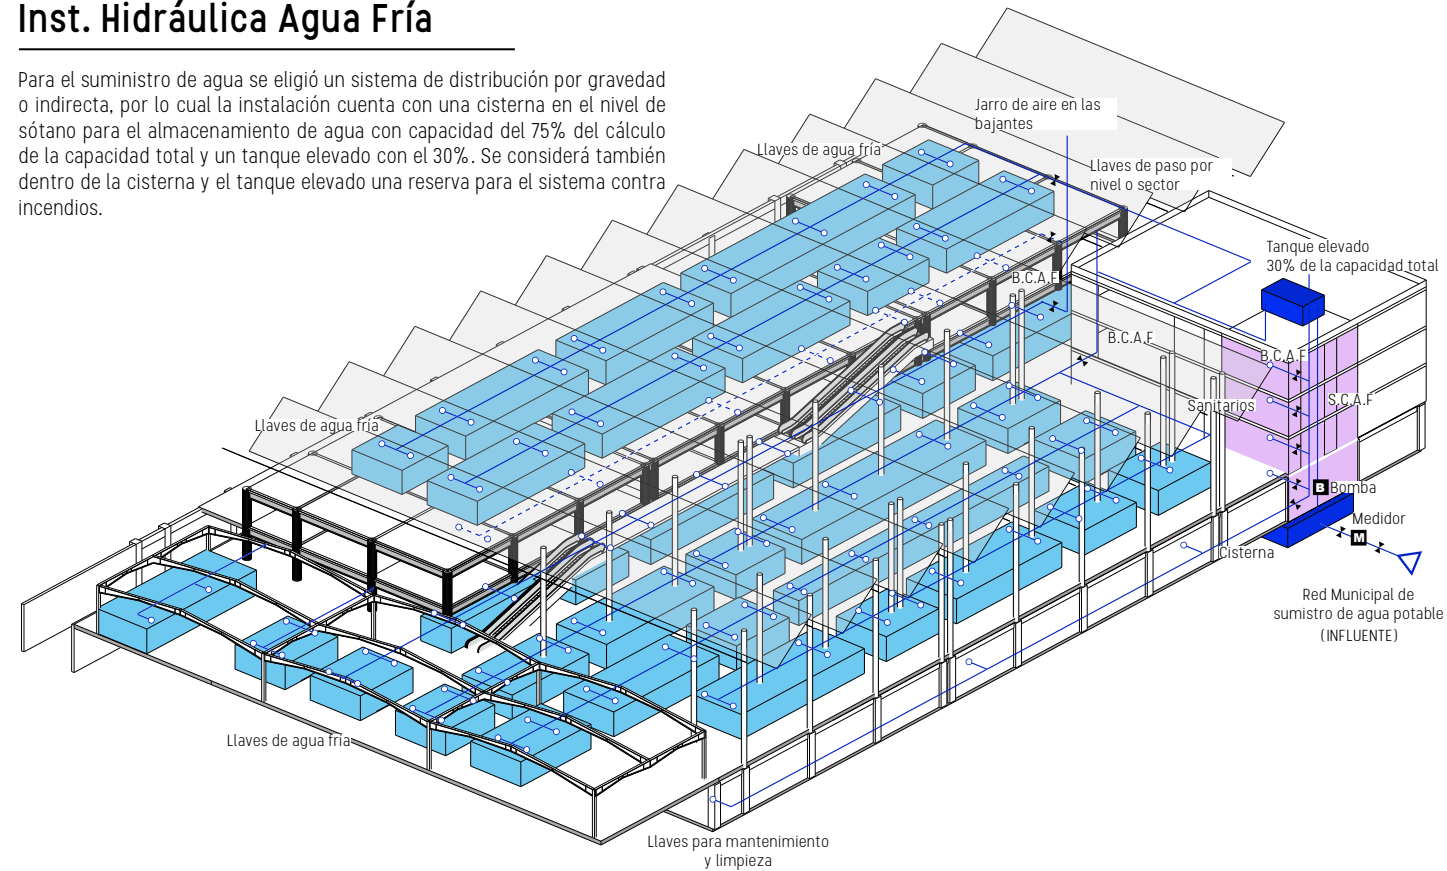 Inst. Hidráulica Agua Fría
Para el suministro de agua se eligió un sistema de distribución por gravedad
o indirecta, por lo cual la instalación cuenta con una cisterna en el nivel de
sótano para el almacenamiento de agua con capacidad del 75% del cálculo
de la capacidad total y un tanque elevado con el 30%. Se considerá también
dentro de la cisterna y el tanque elevado una reserva para el sistema contra
incendios.
Jarro de aire en las
bajantes
Llaves de agua fría
Llaves de paso por
nivel o sector
Tanque elevado
30% de la capacidad total
B.C.A.F
B.C.A.F
B.C.A.F
S.C.A.F
Sanitarios
Llaves de agua fría
B
Bomba
Medidor
M
Cisterna
Red Municipal de
sumistro de agua potable
(INFLUENTE)
Llaves de agua fría
Llaves para mantenimiento
y limpieza